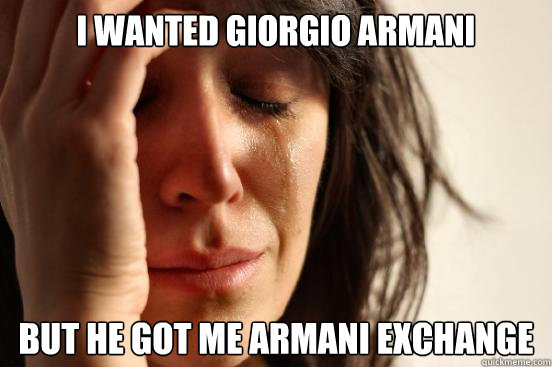 I WANTED GIORGIO ARMANI
BUT HE GOT ME ARMANI EXCHANGE
quickmeme.com